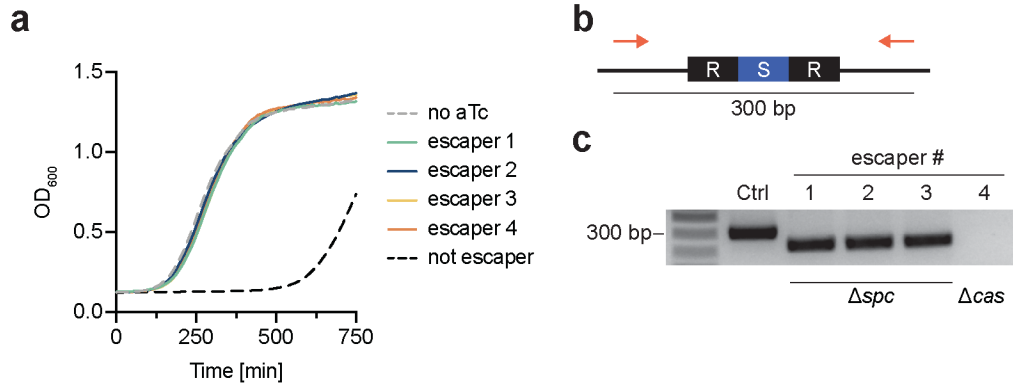 a
1.5
1.0
0.5
0.0
OD600
0
250
500
750
Time [min]
no aTc
escaper 1
escaper 2
escaper 3
escaper 4
not escaper
b
R S R
300 bp
c
escaper #
Ctrl 1 2 3 4
300 bp
Δspc Δcas